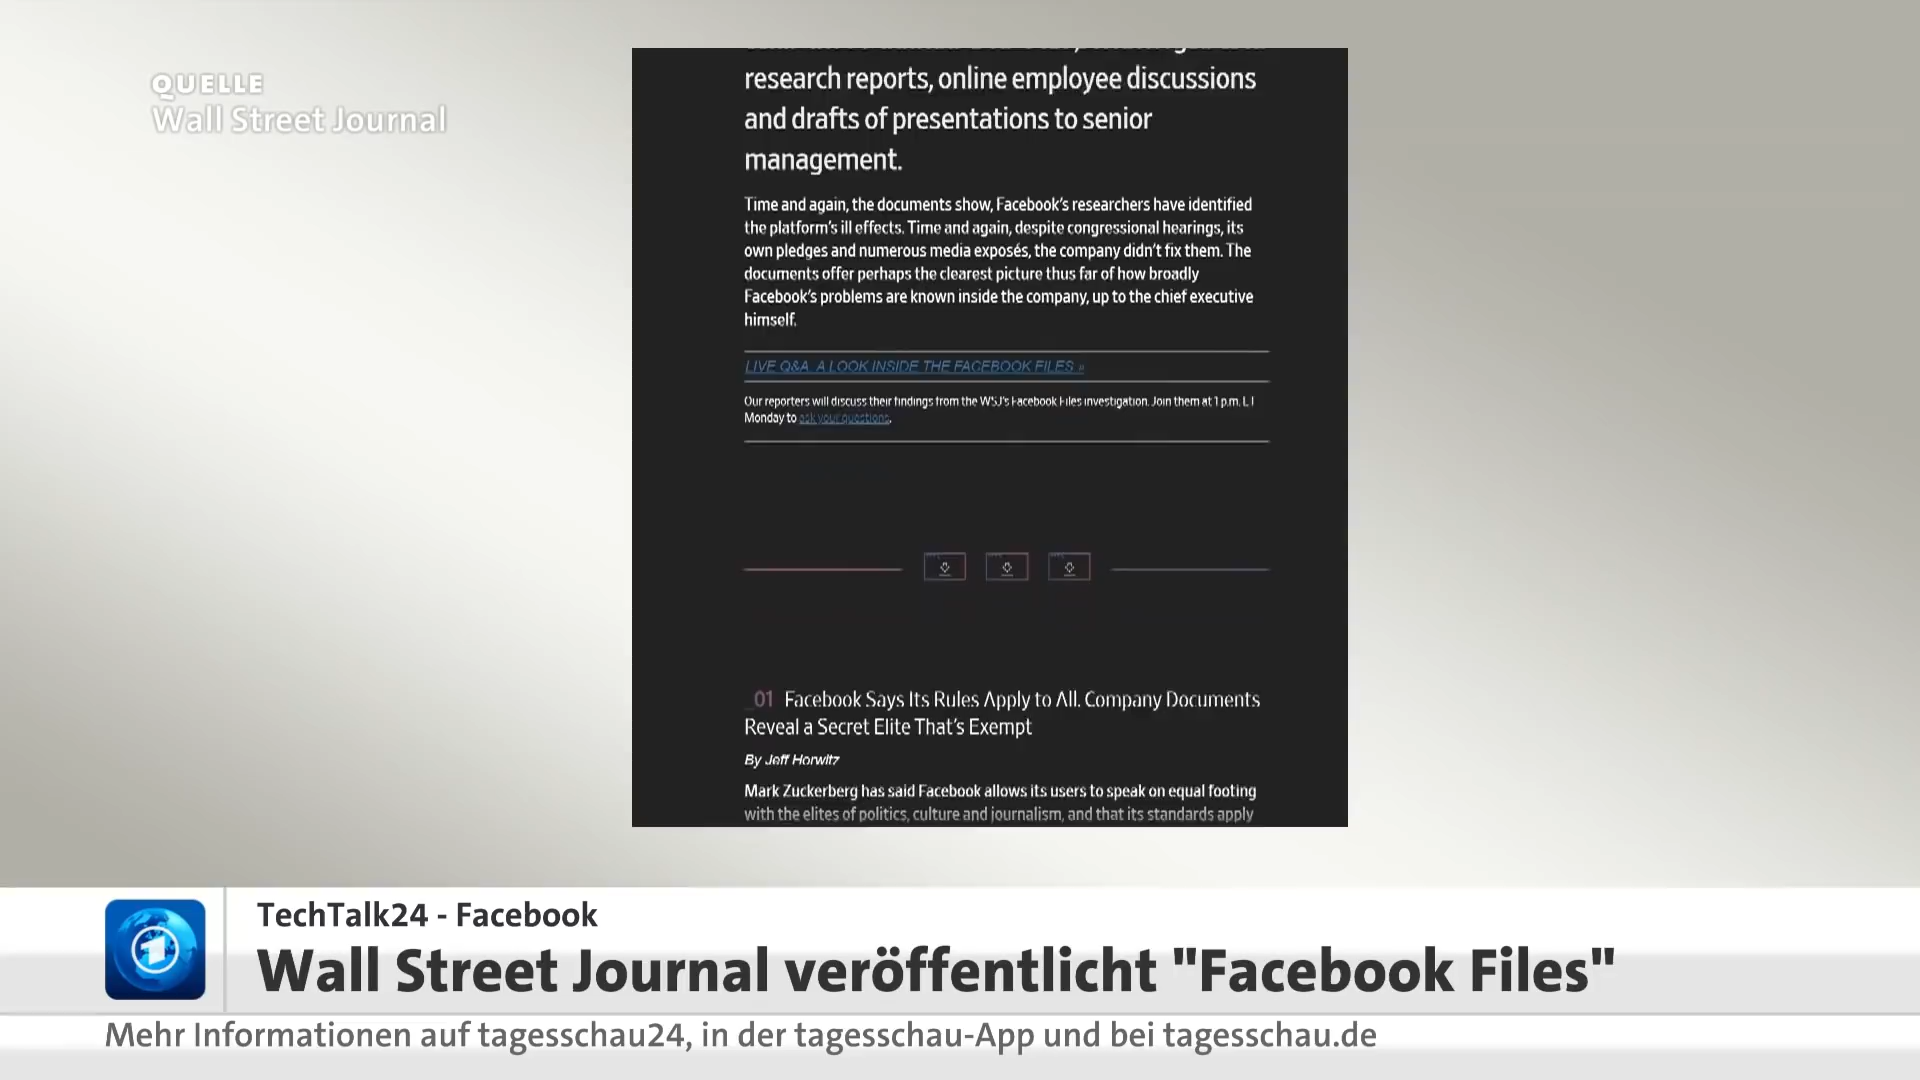 QUELLE
Wall Street Journal
research reports, online employee discussions
and drafts of presentations to senior
management.
Time and again, the documents show, Facebook's researchers have identified
the platform's ill effects. Time and again, despite congressional hearings, its
own pledges and numerous media exposés, the company didn't fix them. The
documents offer perhaps the clearest picture thus far of how broadly
Facebook's problems are known inside the company, up to the chief executive
himself.
LIVE Q&A. A LOOK INSIDE THE FACEBOOK FILES »
Our reporters will discuss their findings from the WSJ's Facebook Files investigation. Join them at 1 p.m.
Monday to ask your questions.
_01 Facebook Says Its Rules Apply to All. Company Documents
Reveal a Secret Elite That's Exempt
By Jeff Horwitz
Mark Zuckerberg has said Facebook allows its users to speak on equal footing
with the elites of politics, culture and journalism, and that its standards apply
TechTalk24 - Facebook
Wall Street Journal veröffentlicht "Facebook Files"
Mehr Informationen auf tagesschau24, in der tagesschau-App und bei tagesschau.de